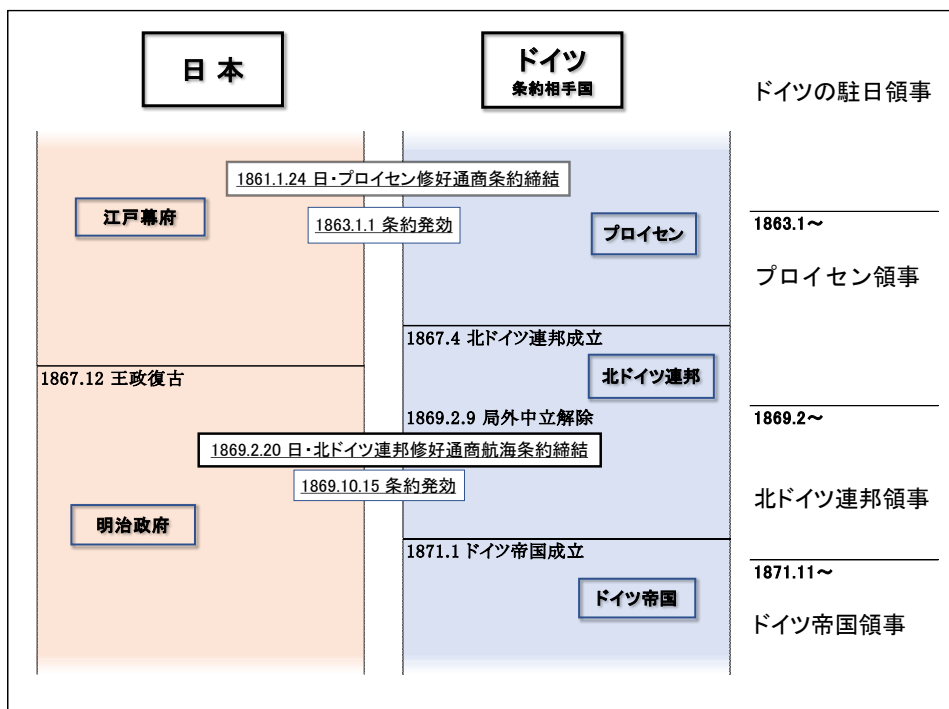 日本
ドイツ
条約相手国
ドイツの駐日領事
1861.1.24 日・プロイセン修好通商条約締結
江戸幕府
1863.1.1 条約発効
プロイセン
1863.1～
プロイセン領事
1867.4 北ドイツ連邦成立
1867.12 王政復古
北ドイツ連邦
1869.2.9 局外中立解除
1869.2～
1869.2.20 日・北ドイツ連邦修好通商航海条約締結
1869.10.15 条約発効
北ドイツ連邦領事
明治政府
1871.1 ドイツ帝国成立
1871.11～
ドイツ帝国
ドイツ帝国領事